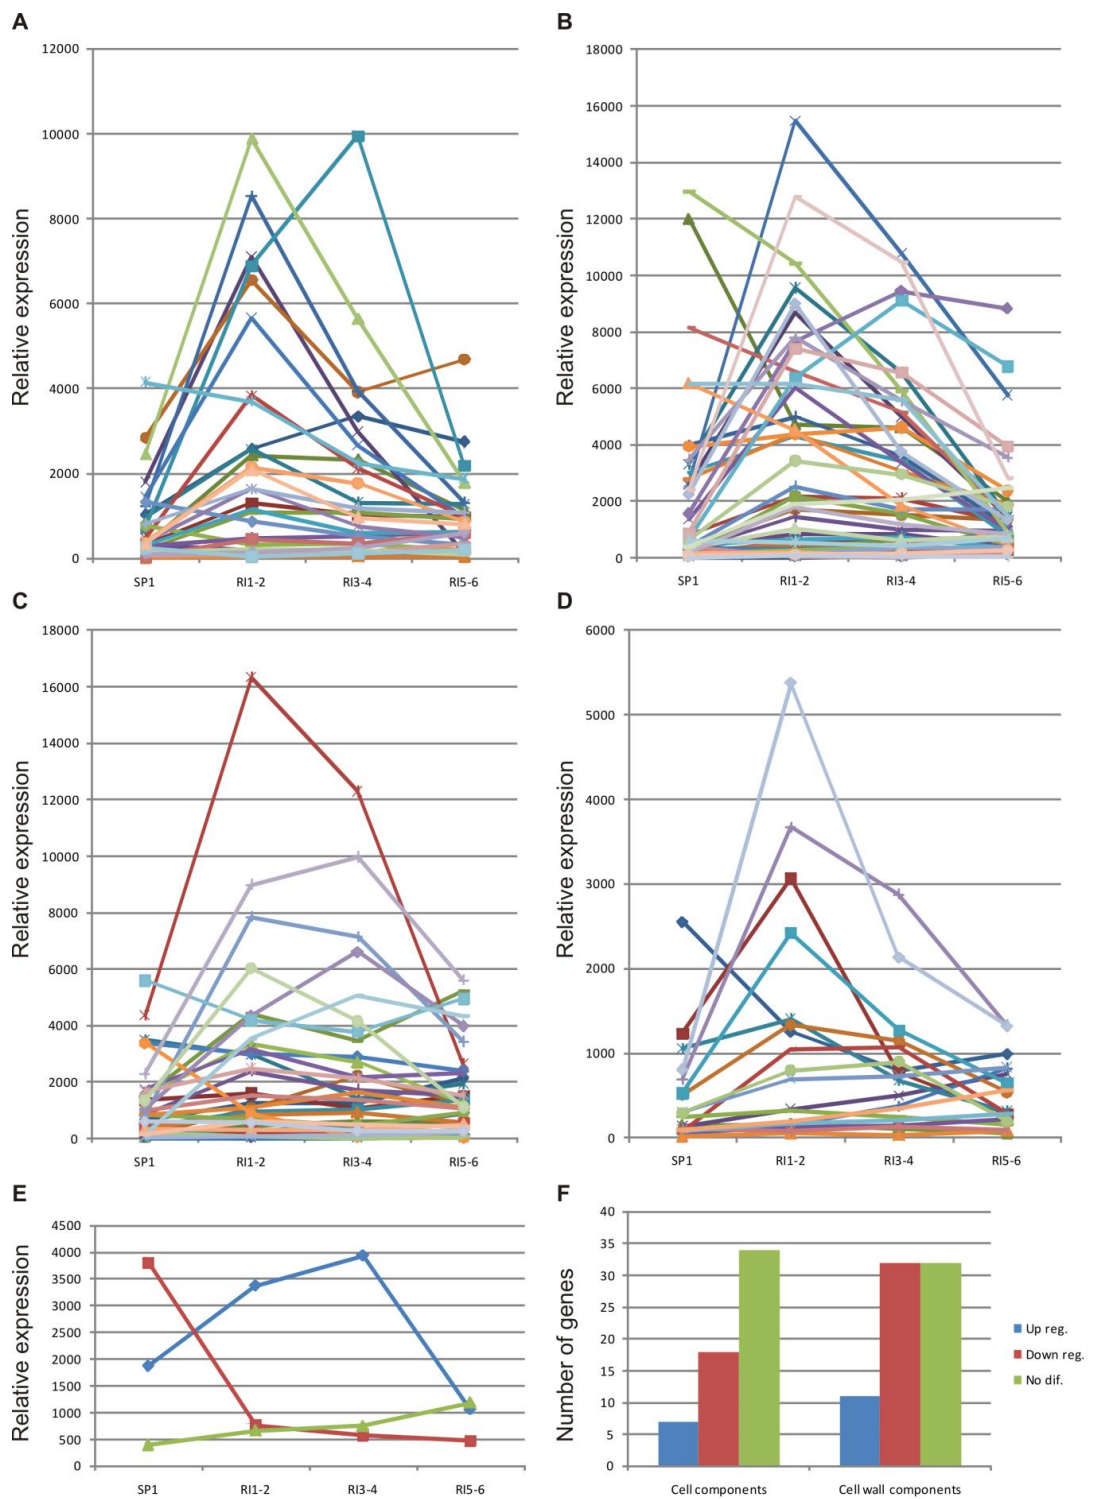 A
Relative expression
12000
10000
8000
6000
4000
2000
0
SP1 RI1-2 RI3-4 RI5-6
B
Relative expression
18000
16000
14000
12000
10000
8000
6000
4000
2000
0
SP1 RI1-2 RI3-4 RI5-6
C
Relative expression
18000
16000
14000
12000
10000
8000
6000
4000
2000
0
SP1 RI1-2 RI3-4 RI5-6
D
Relative expression
6000
5000
4000
3000
2000
1000
0
SP1 RI1-2 RI3-4 RI5-6
E
Relative expression
4500
4000
3500
3000
2500
2000
1500
1000
500
0
SP1 RI1-2 RI3-4 RI5-6
F
Number of genes
40
35
30
25
20
15
10
5
0
Cell components Cell wall components
Up reg.
Down reg.
No dif.